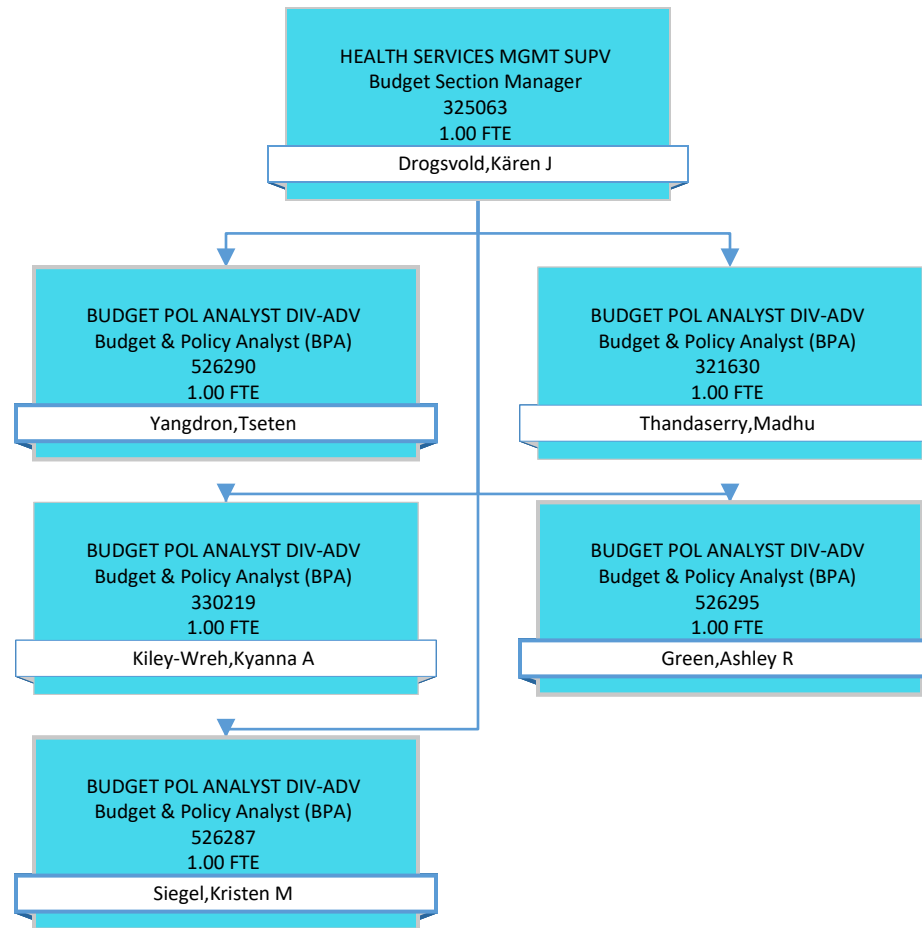 HEALTH SERVICES MGMT SUPV
Budget Section Manager
325063
1.00 FTE
Drogsvold,Kären J
BUDGET POL ANALYST DIV-ADV
Budget & Policy Analyst (BPA)
526290
1.00 FTE
Yangdron,Tseten
BUDGET POL ANALYST DIV-ADV
Budget & Policy Analyst (BPA)
321630
1.00 FTE
Thandaserry,Madhu
BUDGET POL ANALYST DIV-ADV
Budget & Policy Analyst (BPA)
330219
1.00 FTE
Kiley-Wreh,Kyanna A
BUDGET POL ANALYST DIV-ADV
Budget & Policy Analyst (BPA)
526295
1.00 FTE
Green,Ashley R
BUDGET POL ANALYST DIV-ADV
Budget & Policy Analyst (BPA)
526287
1.00 FTE
Siegel,Kristen M